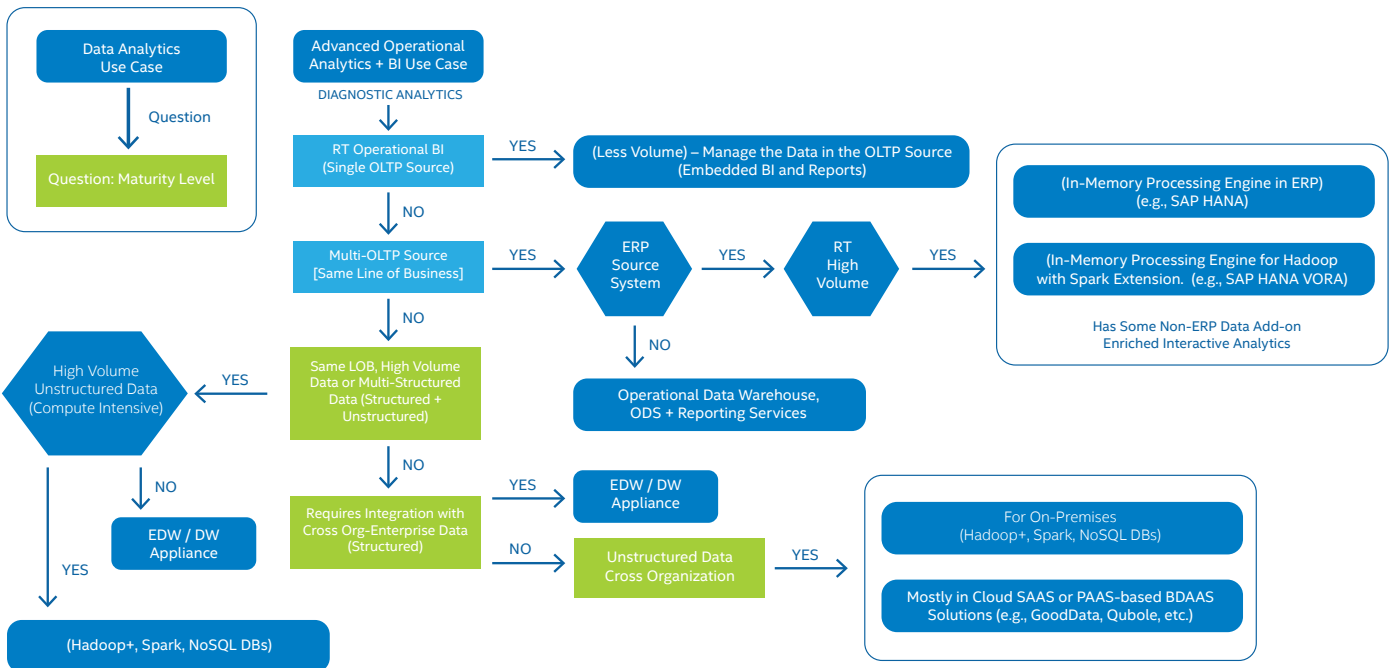 Data Analytics
Use Case
Question
Question: Maturity Level
Advanced Operational
Analytics + BI Use Case
DIAGNOSTIC ANALYTICS
RT Operational BI
(Single OLTP Source)
YES
(Less Volume) – Manage the Data in the OLTP Source
(Embedded BI and Reports)
NO
Multi-OLTP Source
[Same Line of Business]
YES
ERP
Source
System
YES
RT
High
Volume
YES
(In-Memory Processing Engine in ERP)
(e.g., SAP HANA)
(In-Memory Processing Engine for Hadoop
with Spark Extension. (e.g., SAP HANA VORA)
Has Some Non-ERP Data Add-on
Enriched Interactive Analytics
NO
NO
Operational Data Warehouse,
ODS + Reporting Services
Same LOB, High Volume
Data or Multi-Structured
Data (Structured +
Unstructured)
YES
High Volume
Unstructured Data
(Compute Intensive)
NO
EDW / DW
Appliance
YES
(Hadoop+, Spark, NoSQL DBs)
NO
Requires Integration with
Cross Org-Enterprise Data
(Structured)
YES
EDW / DW
Appliance
NO
Unstructured Data
Cross Organization
YES
For On-Premises
(Hadoop+, Spark, NoSQL DBs)
Mostly in Cloud SAAS or PAAS-based BDAAS
Solutions (e.g., GoodData, Qubole, etc.)